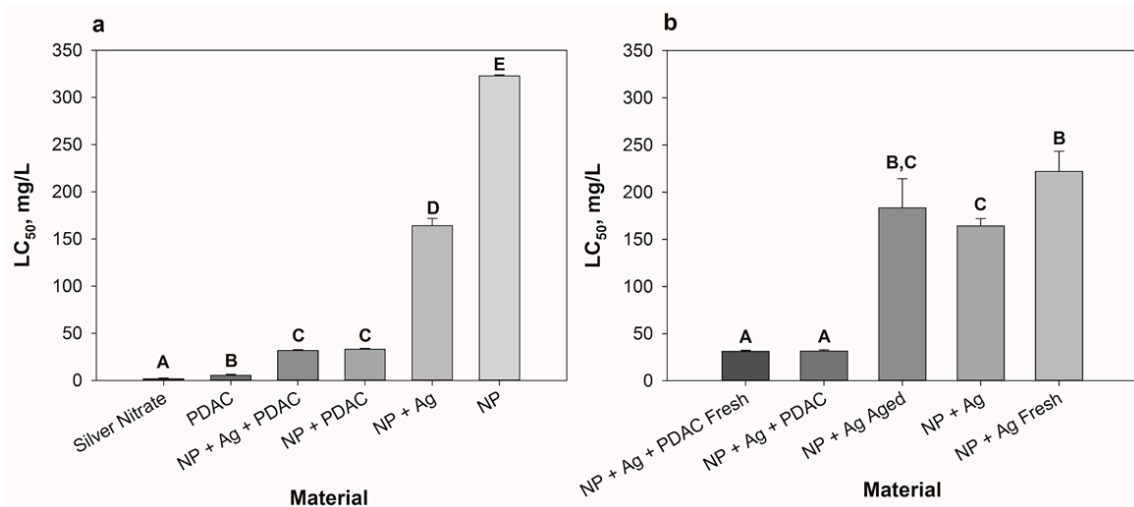 a
350
300
250
200
150
100
50
0
LC50, mg/L
A
B
C
C
D
E
Silver Nitrate
PDAC
NP + Ag + PDAC
NP + PDAC
NP + Ag
NP
Material
b
350
300
250
200
150
100
50
0
LC50, mg/L
A
A
B,C
C
B
NP + Ag + PDAC Fresh
NP + Ag + PDAC
NP + Ag Aged
NP + Ag
NP + Ag Fresh
Material